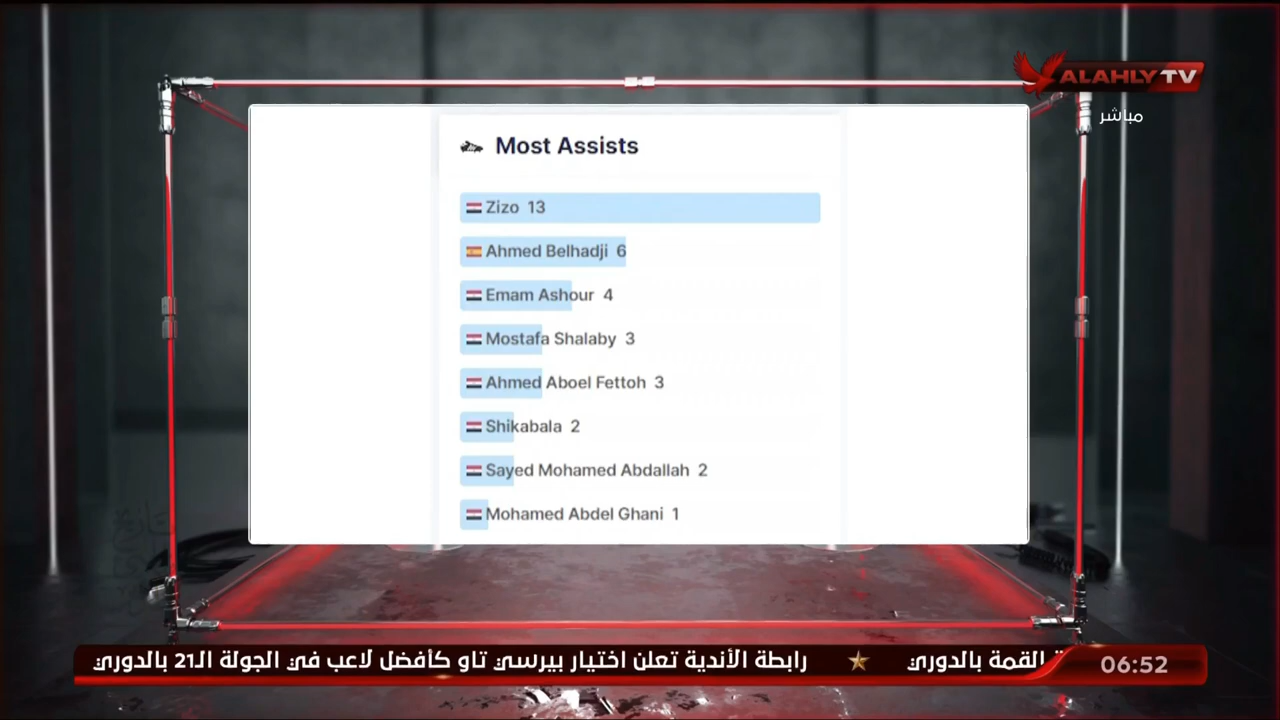 ALAHLY TV
مباشر
Most Assists
Zizo 13
Ahmed Belhadji 6
Emam Ashour 4
Mostafa Shalaby 3
Ahmed Aboel Fettoh 3
Shikabala 2
Sayed Mohamed Abdallah 2
Mohamed Abdel Ghani 1
القمة بالدوري ★ رابطة الأندية تعلن اختيار بيرسي تاو كأفضل لاعب في الجولة الـ21 بالدوري
06:52